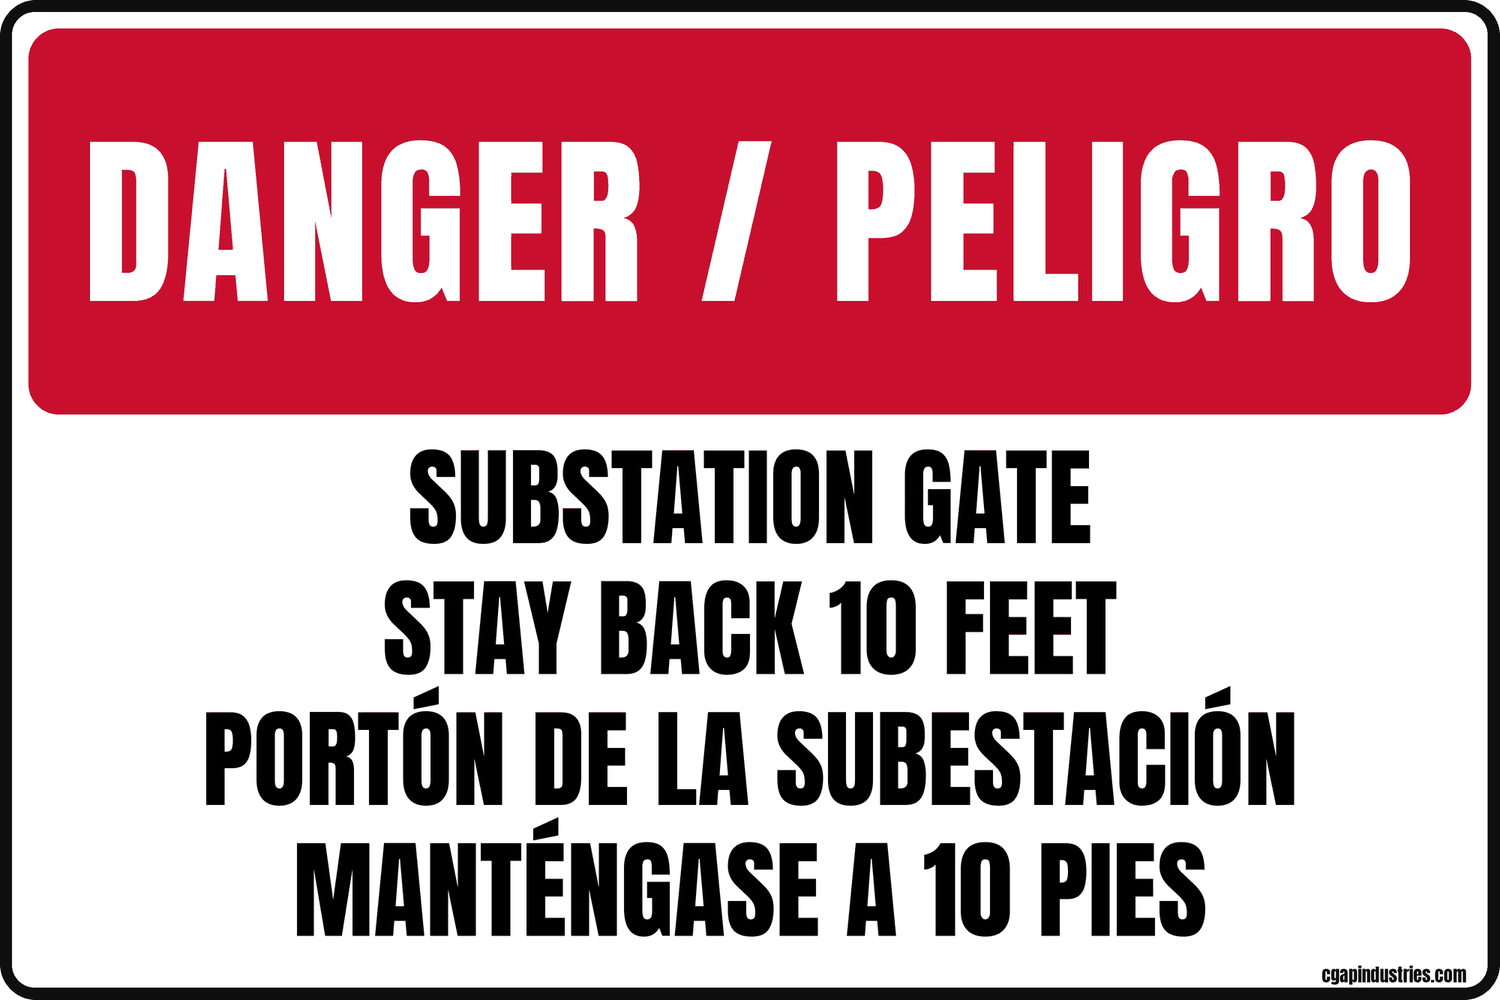 DANGER / PELIGRO
SUBSTATION GATE
STAY BACK 10 FEET
PORTÓN DE LA SUBESTACIÓN
MANTÉNGASE A 10 PIES
cgapindustries.com